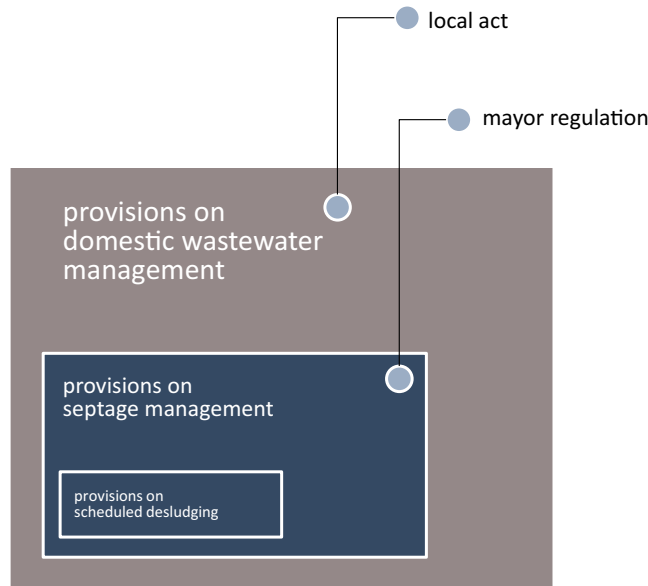 local act
mayor regulation
provisions on
domestic wastewater
management
provisions on
septage management
provisions on
scheduled desludging